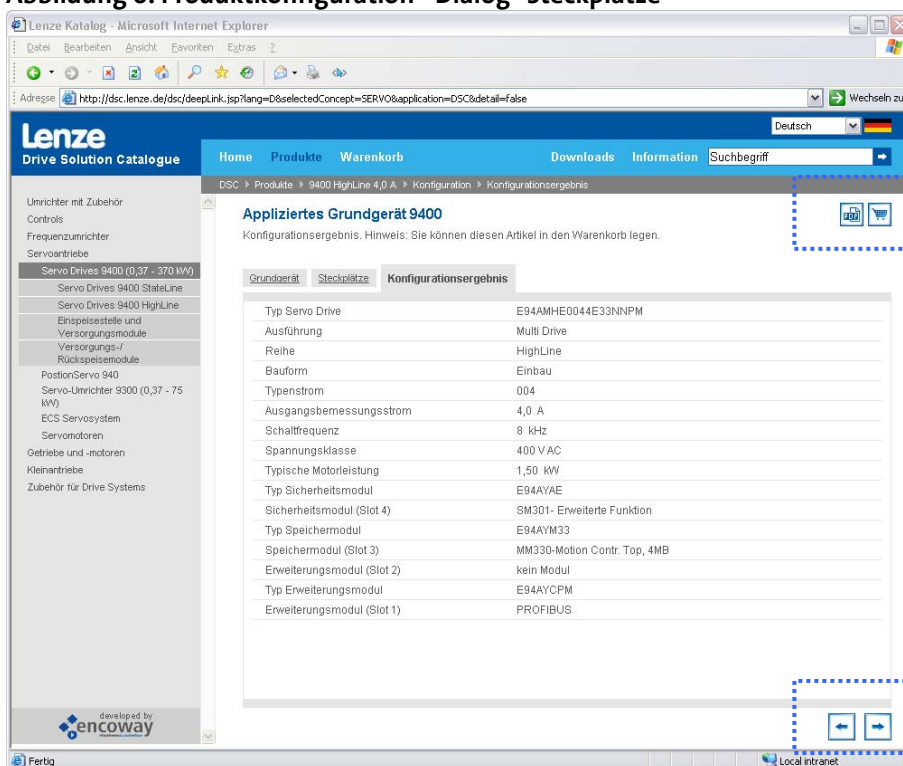 Abbildung 6: Produktkonfiguration - Dialog "Steckplätze"
Lenze Katalog - Microsoft Internet Explorer
Datei Bearbeiten Ansicht Favoriten Extras ?
Adresse http://dsc.lenze.de/dsc/deepLink.jsp?lang=D&selectedConcept=SERVO&application=DSC&detail=false Wechseln zu
Lenze
Deutsch
Drive Solution Catalogue
Home Produkte Warenkorb Downloads Information Suchbegriff
DSC Produkte 9400 HighLine 4,0 A Konfiguration Konfigurationsergebnis
Umrichter mit Zubehör
Controls
Frequenzumrichter
Servoantriebe
Servo Drives 9400 (0,37 - 370 kW)
Servo Drives 9400 StateLine
Servo Drives 9400 HighLine
Einspeisestelle und
Versorgungsmodule
Versorgungs-/
Rückspeisemodule
PostionServo 940
Servo-Umrichter 9300 (0,37 - 75
kW)
ECS Servosystem
Servomotoren
Getriebe und -motoren
Kleinantriebe
Zubehör für Drive Systems
Appliziertes Grundgerät 9400
Konfigurationsergebnis. Hinweis: Sie können diesen Artikel in den Warenkorb legen.
Grundgerät Steckplätze Konfigurationsergebnis
Typ Servo Drive E94AMHE0044E33NNPM
Ausführung Multi Drive
Reihe HighLine
Bauform Einbau
Typenstrom 004
Ausgangsbemessungsstrom 4,0 A
Schaltfrequenz 8 kHz
Spannungsklasse 400 V AC
Typische Motorleistung 1,50 kW
Typ Sicherheitsmodul E94AYAE
Sicherheitsmodul (Slot 4) SM301- Erweiterte Funktion
Typ Speichermodul E94AYM33
Speichermodul (Slot 3) MM330-Motion Contr. Top, 4MB
Erweiterungsmodul (Slot 2) kein Modul
Typ Erweiterungsmodul E94AYCPM
Erweiterungsmodul (Slot 1) PROFIBUS
developed by
encoway
Fertig
Local intranet